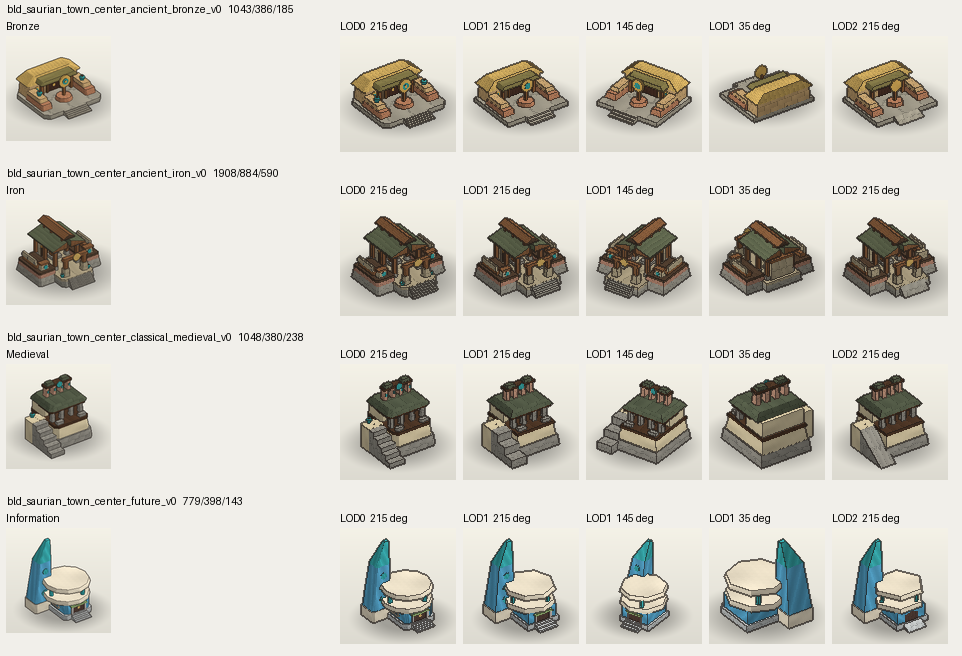 bld_saurian_town_center_ancient_bronze_v0 1043/386/185
Bronze
LOD0 215 deg
LOD1 215 deg
LOD1 145 deg
LOD1 35 deg
LOD2 215 deg
bld_saurian_town_center_ancient_iron_v0 1908/884/590
Iron
LOD0 215 deg
LOD1 215 deg
LOD1 145 deg
LOD1 35 deg
LOD2 215 deg
bld_saurian_town_center_classical_medieval_v0 1048/380/238
Medieval
LOD0 215 deg
LOD1 215 deg
LOD1 145 deg
LOD1 35 deg
LOD2 215 deg
bld_saurian_town_center_future_v0 779/398/143
Information
LOD0 215 deg
LOD1 215 deg
LOD1 145 deg
LOD1 35 deg
LOD2 215 deg